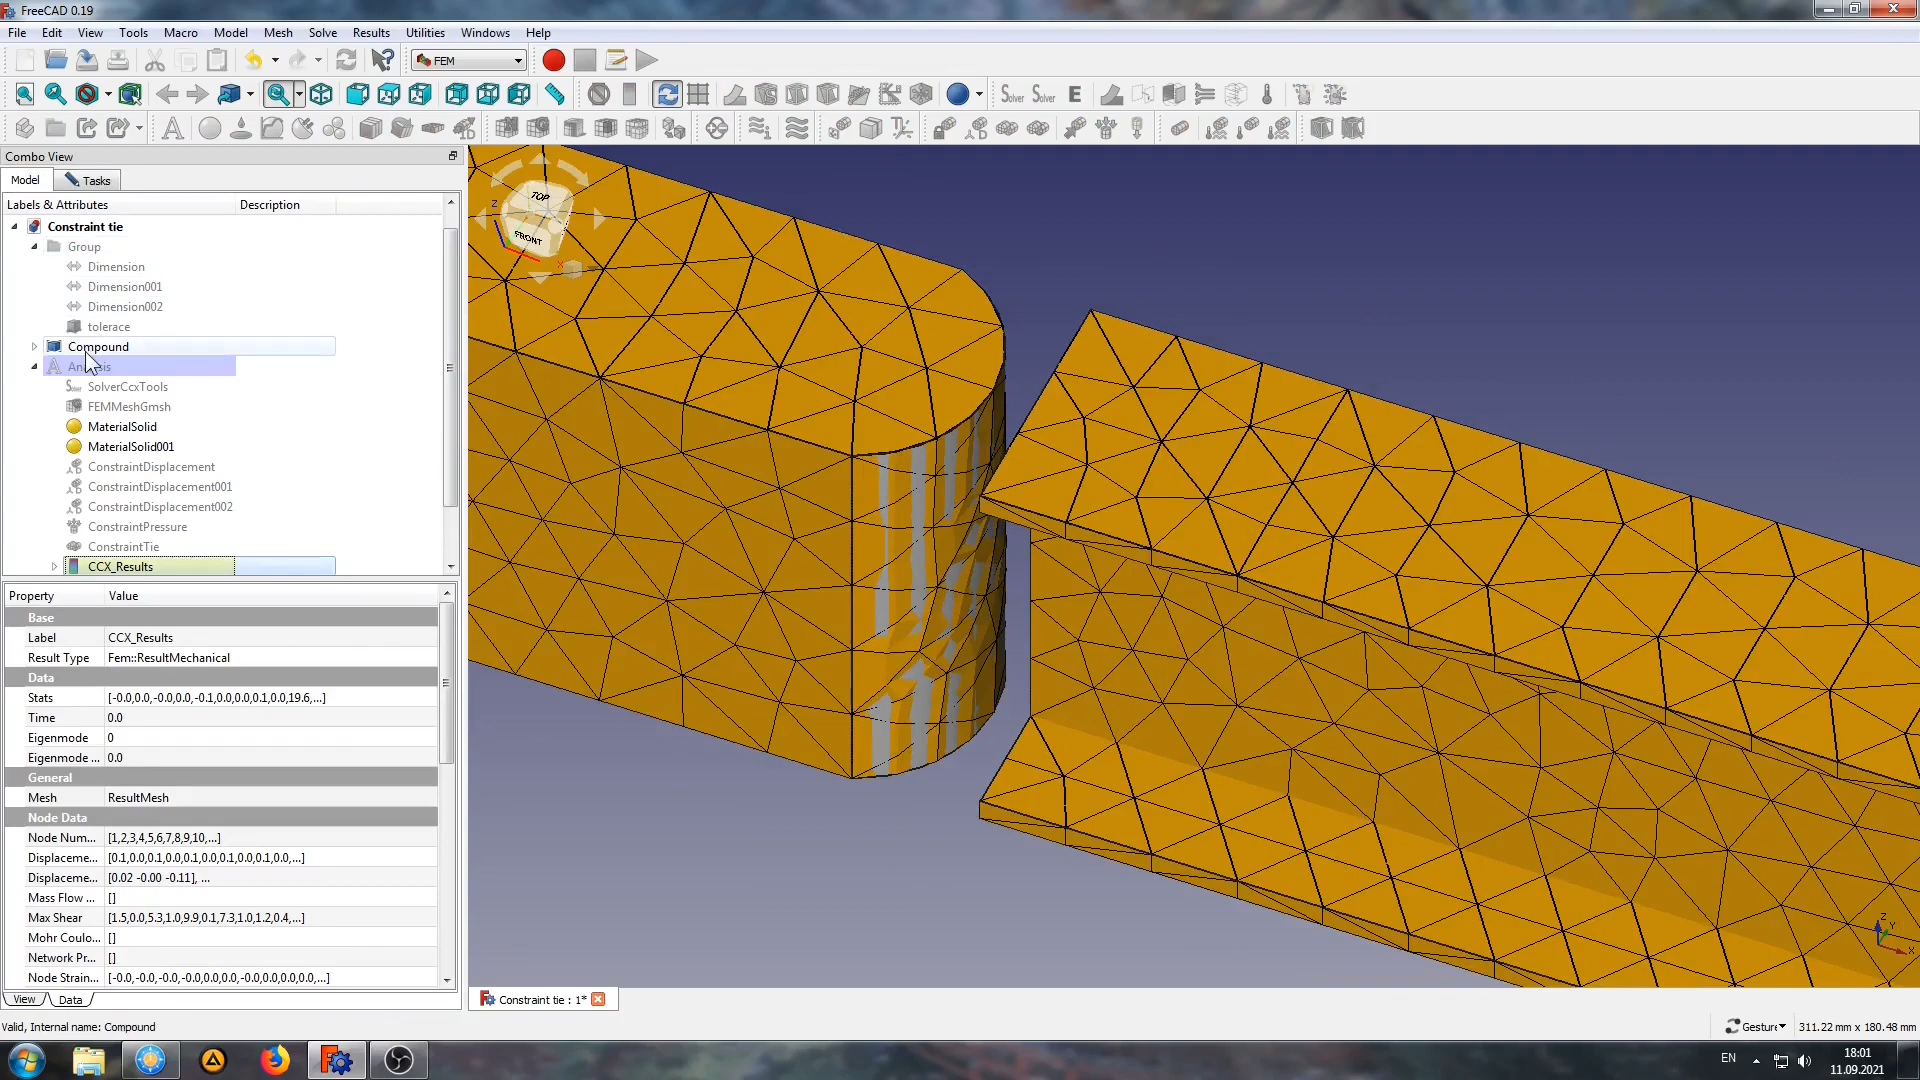 FreeCAD 0.19
File Edit View Tools Macro Model Mesh Solve Results Utilities Windows Help
FEM
Solver Solver E
Combo View
Model Tasks
Labels & Attributes Description
Constraint tie
Group
Dimension
Dimension001
Dimension002
tolerace
Compound
SolverCcxTools
FEMMeshGmsh
MaterialSolid
MaterialSolid001
ConstraintDisplacement
ConstraintDisplacement001
ConstraintDisplacement002
ConstraintPressure
ConstraintTie
CCX_Results
Property Value
Base
Label CCX_Results
Result Type Fem::ResultMechanical
Data
Stats [-0.0,0.0,-0.0,0.0,-0.1,0.0,0.0,0.1,0.0,19.6,...]
Time 0.0
Eigenmode 0
Eigenmode ... 0.0
General
Mesh ResultMesh
Node Data
Node Num... [1,2,3,4,5,6,7,8,9,10,...]
Displaceme... [0.1,0.0,0.1,0.0,0.1,0.0,0.1,0.0,0.1,0.0,...]
Displaceme... [0.02 -0.00 -0.11], ...
Mass Flow ... []
Max Shear [1.5,0.0,5.3,1.0,9.9,0.1,7.3,1.0,1.2,0.4,...]
Mohr Coulo... []
Network Pr... []
Node Strain... [-0.0,-0.0,-0.0,-0.0,0.0,0.0,-0.0,0.0,0.0,0.0,...]
View Data
TOP
FRONT
Z
X
Z
Y
X
Constraint tie : 1*
Valid, Internal name: Compound
Gesture 311.22 mm x 180.48 mm
EN
18:01
11.09.2021